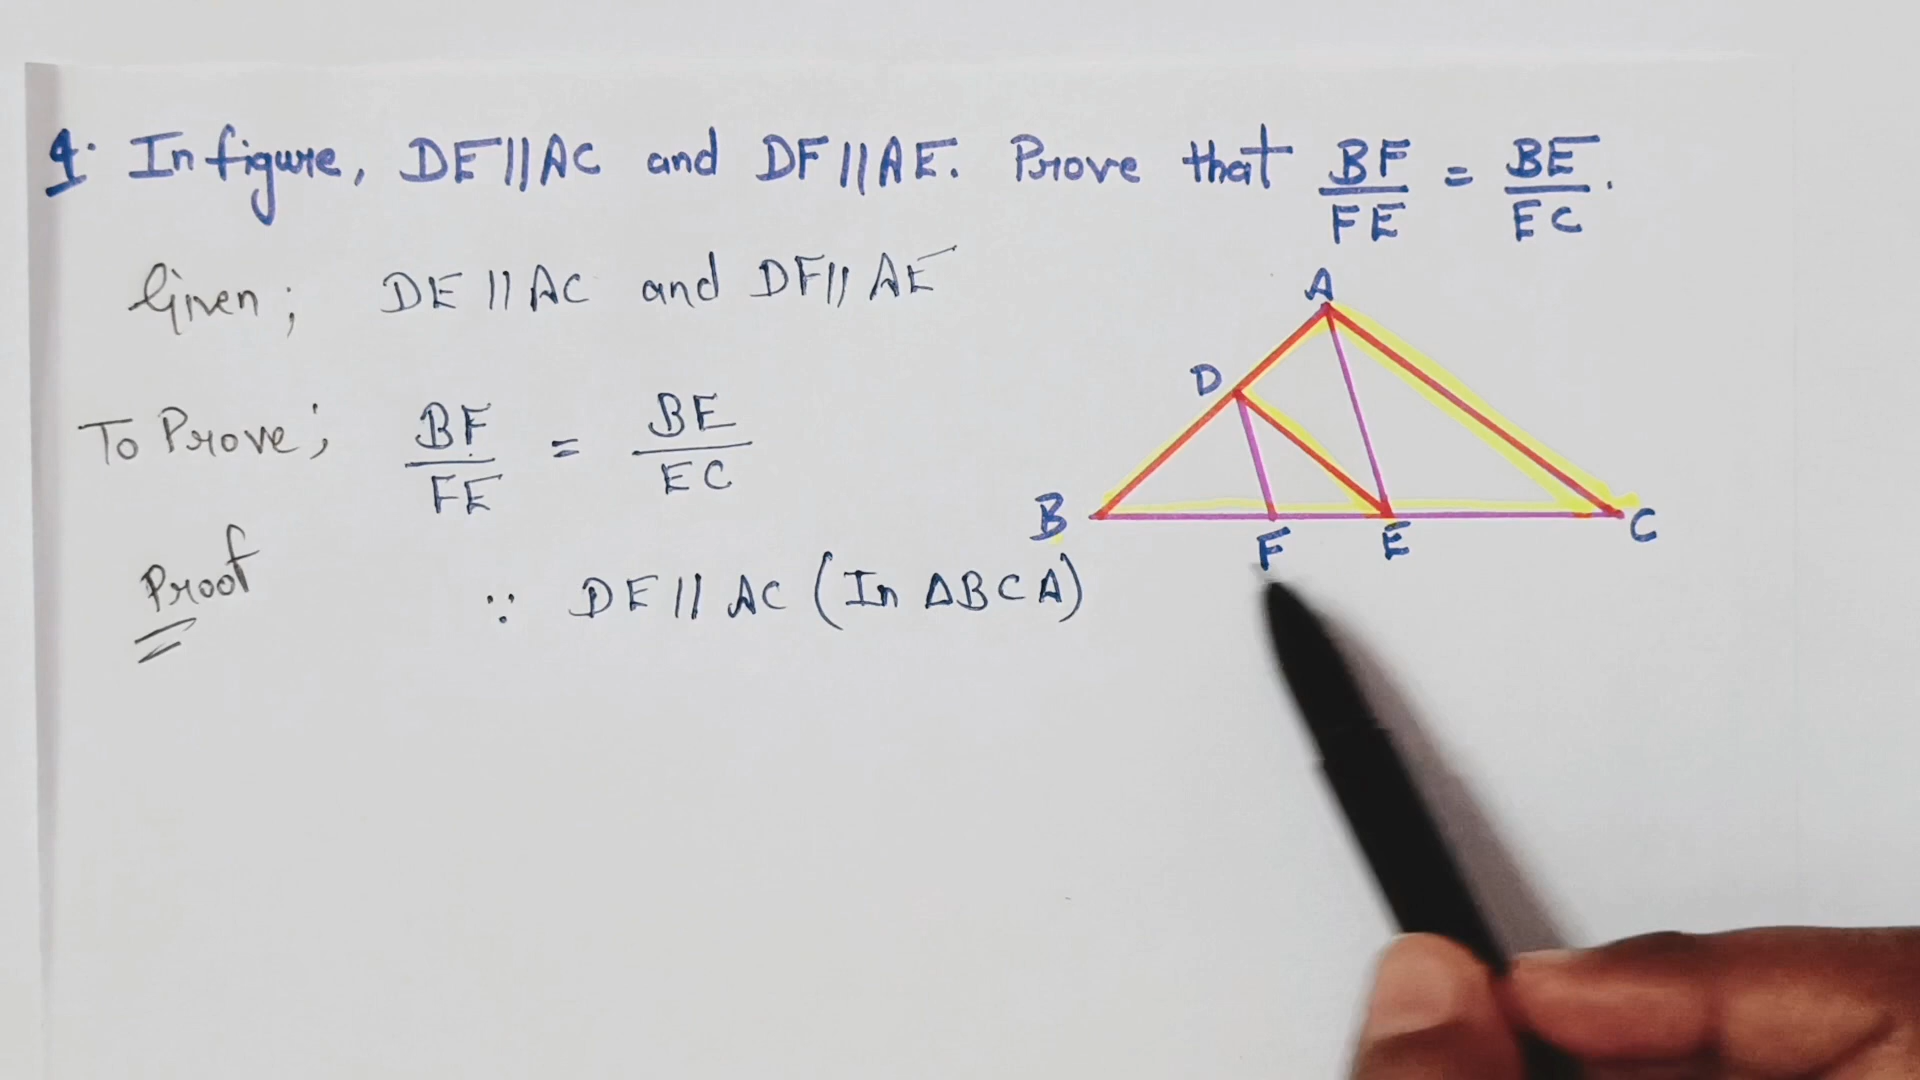 Q. In figure, DE||AC and DF||AE. Prove that BF/FE = BE/EC.
Given; DE || AC and DF|| AE
To Prove; BF/FE = BE/EC
Proof ∵ DE|| AC (In ΔBCA)
A
D
B
F
E
C